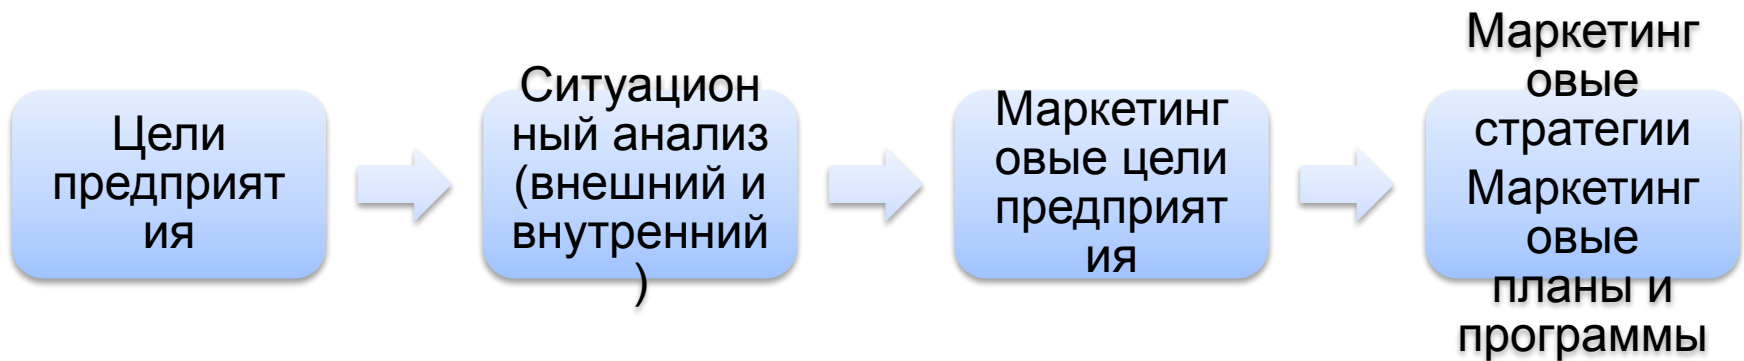 Цели
предприят
ия
Ситуацион
ный анализ
(внешний и
внутренний
)
Маркетинг
овые цели
предприят
ия
Маркетинг
овые
стратегии
Маркетинг
овые
планы и
программы